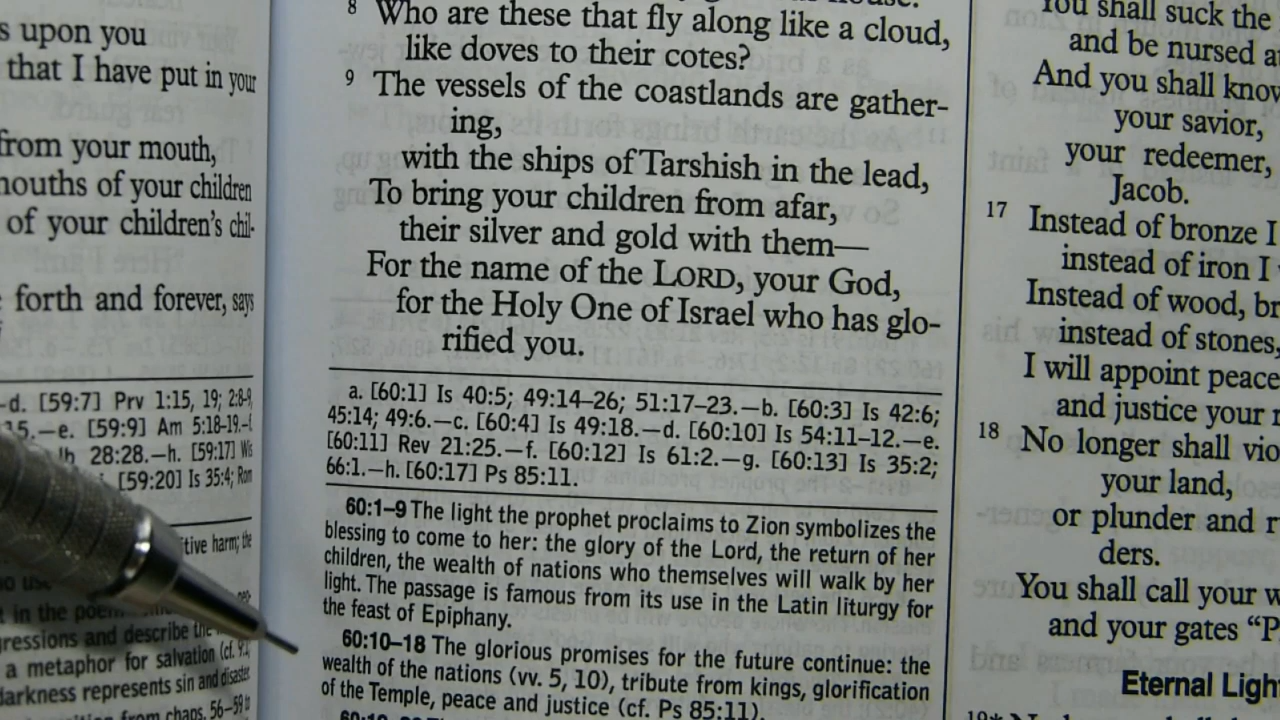 s upon you
that I have put in your
from your mouth,
mouths of your children
of your children's chil-
forth and forever, says
-d. [59:7] Prv 1:15, 19; 2:8-9,
15.—e. [59:9] Am 5:18-19.—f.
28:28.—h. [59:17] Wis
[59:20] Is 35:4; Rom
tive harm; the
in the poem
gressions and describe the
a metaphor for salvation (cf. 9:1,
darkness represents sin and disaster
from chaps. 56–59 to
8 Who are these that fly along like a cloud,
like doves to their cotes?
9 The vessels of the coastlands are gather-
ing,
with the ships of Tarshish in the lead,
To bring your children from afar,
their silver and gold with them—
For the name of the LORD, your God,
for the Holy One of Israel who has glo-
rified you.
a. [60:1] Is 40:5; 49:14–26; 51:17–23.—b. [60:3] Is 42:6;
45:14; 49:6.—c. [60:4] Is 49:18.—d. [60:10] Is 54:11–12.—e.
[60:11] Rev 21:25.—f. [60:12] Is 61:2.—g. [60:13] Is 35:2;
66:1.—h. [60:17] Ps 85:11.
60:1–9 The light the prophet proclaims to Zion symbolizes the
blessing to come to her: the glory of the Lord, the return of her
children, the wealth of nations who themselves will walk by her
light. The passage is famous from its use in the Latin liturgy for
the feast of Epiphany.
60:10–18 The glorious promises for the future continue: the
wealth of the nations (vv. 5, 10), tribute from kings, glorification
of the Temple, peace and justice (cf. Ps 85:11).
You shall suck the
and be nursed a
And you shall know
your savior,
your redeemer,
Jacob.
17 Instead of bronze I
instead of iron I
Instead of wood, br
instead of stones,
I will appoint peace
and justice your r
18 No longer shall vio
your land,
or plunder and r
ders.
You shall call your w
and your gates “P
Eternal Ligh
19*